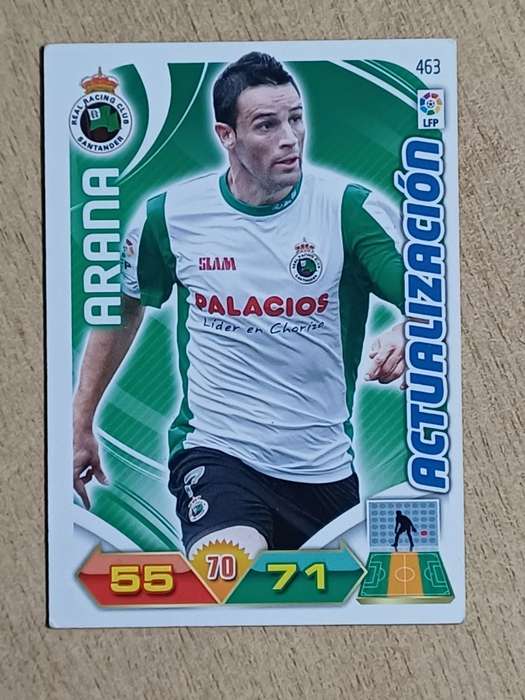 463
LFP
REAL RACING CLUB
SANTANDER
ARANA
ACTUALIZACIÓN
SLAM
PALACIOS
Líder en Chorizo
55
70
71